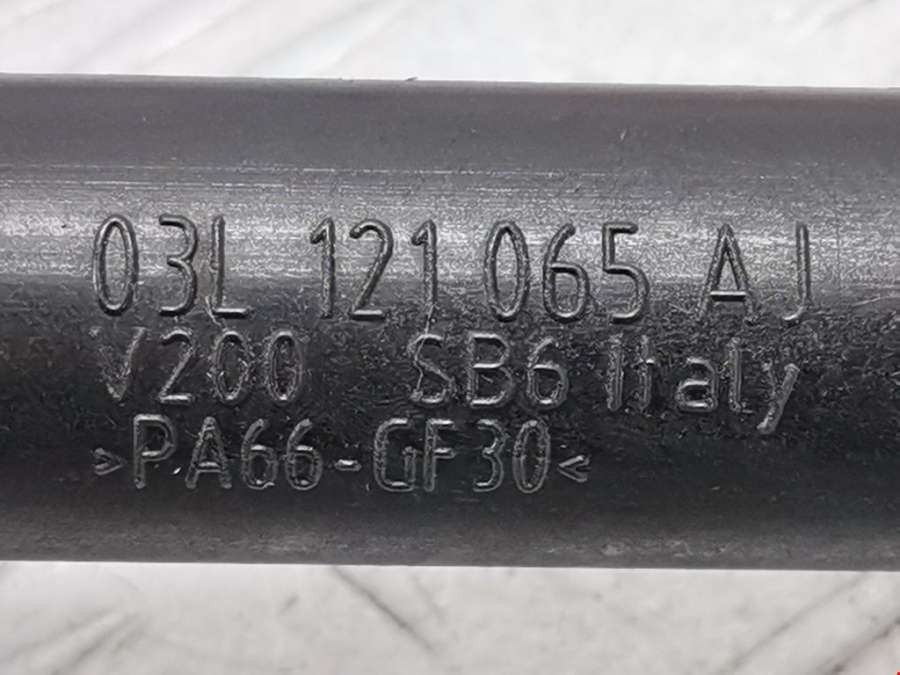 03L 121 065 AJ
V200 SB6 Italy
>PA66-GF30<